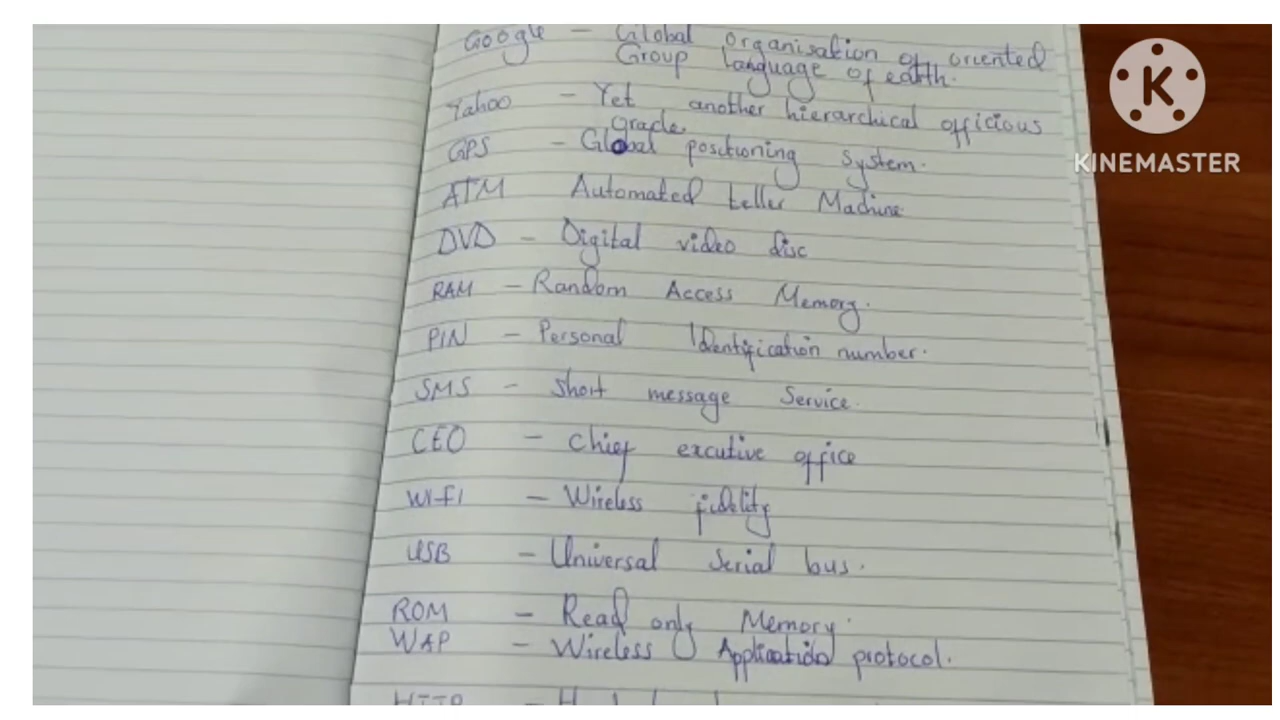 Google - Global organisation of oriented
Group language of earth.
Yahoo - Yet another hierarchical officious
gracle.
GPS - Global positioning system.
ATM Automated teller Machine
DVD - Digital video disc
RAM - Random Access Memory.
PIN - Personal Identification number.
SMS - Short message Service.
CEO - Chief excutive office
WI-FI - Wireless fidelity
USB - Universal Serial bus.
ROM - Read only Memory.
WAP - Wireless Application protocol.
K
KINEMASTER